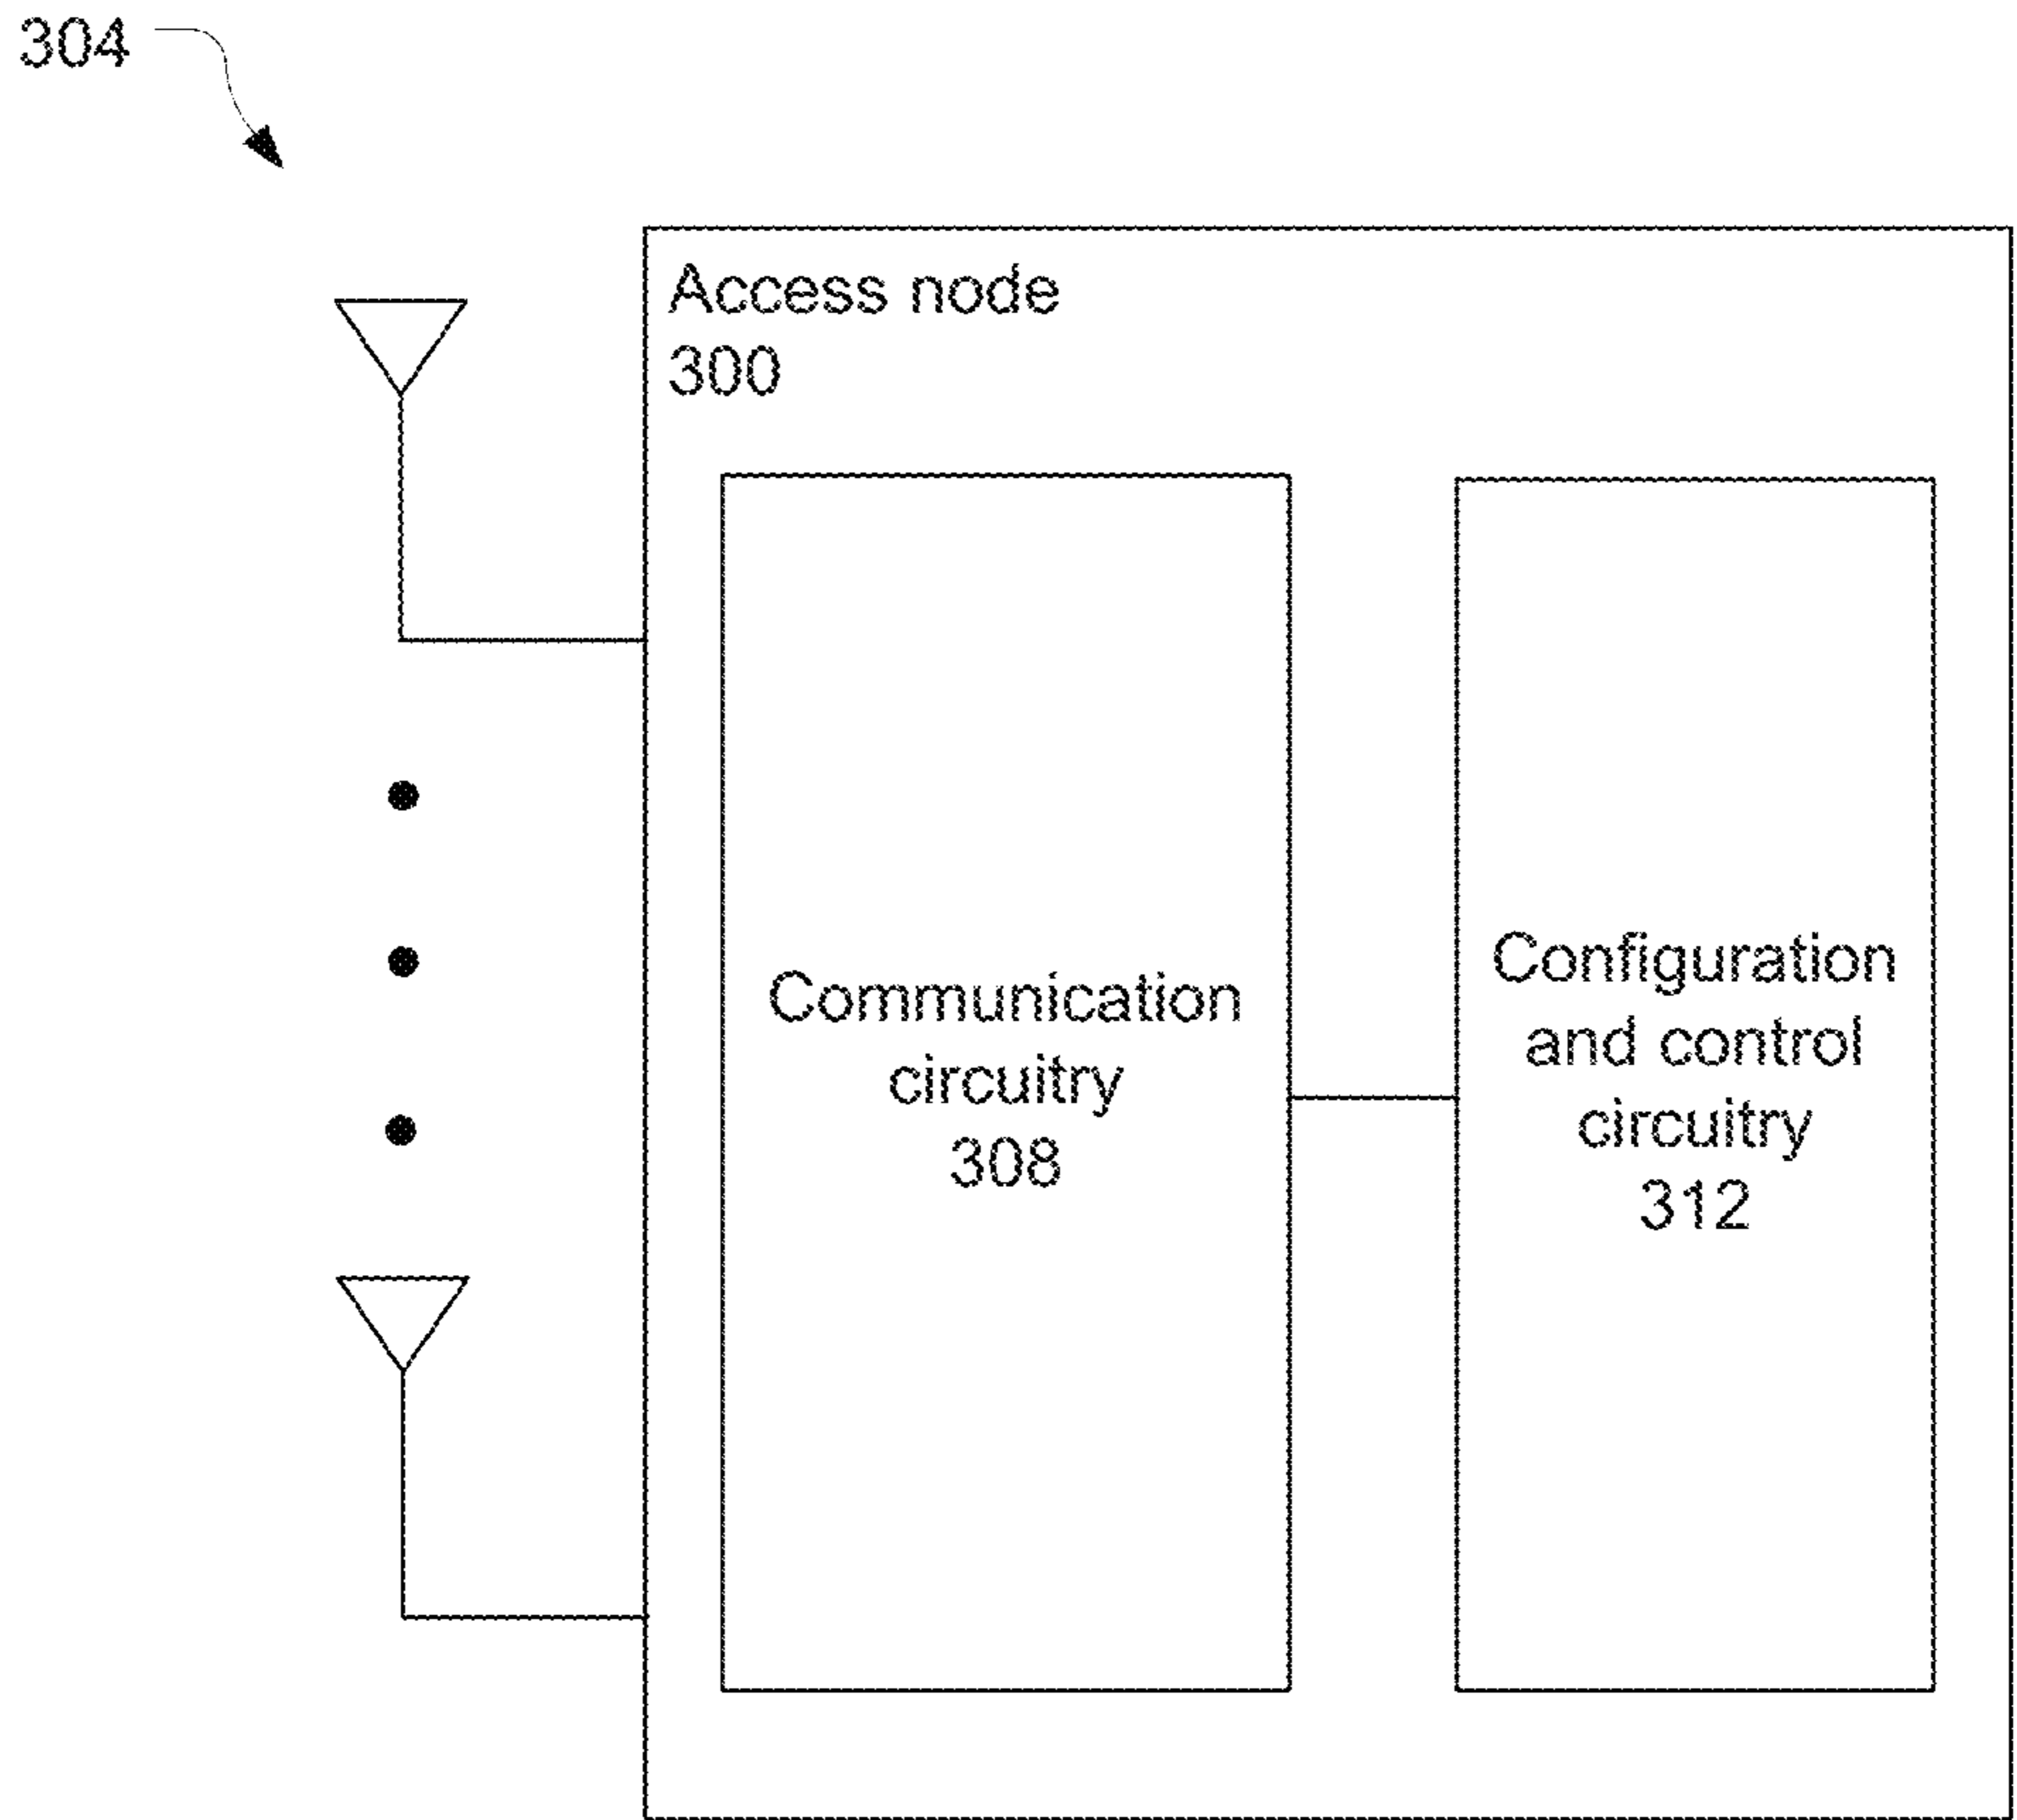 304
Access node
300
Communication
circuitry
308
Configuration
and control
circuitry
312